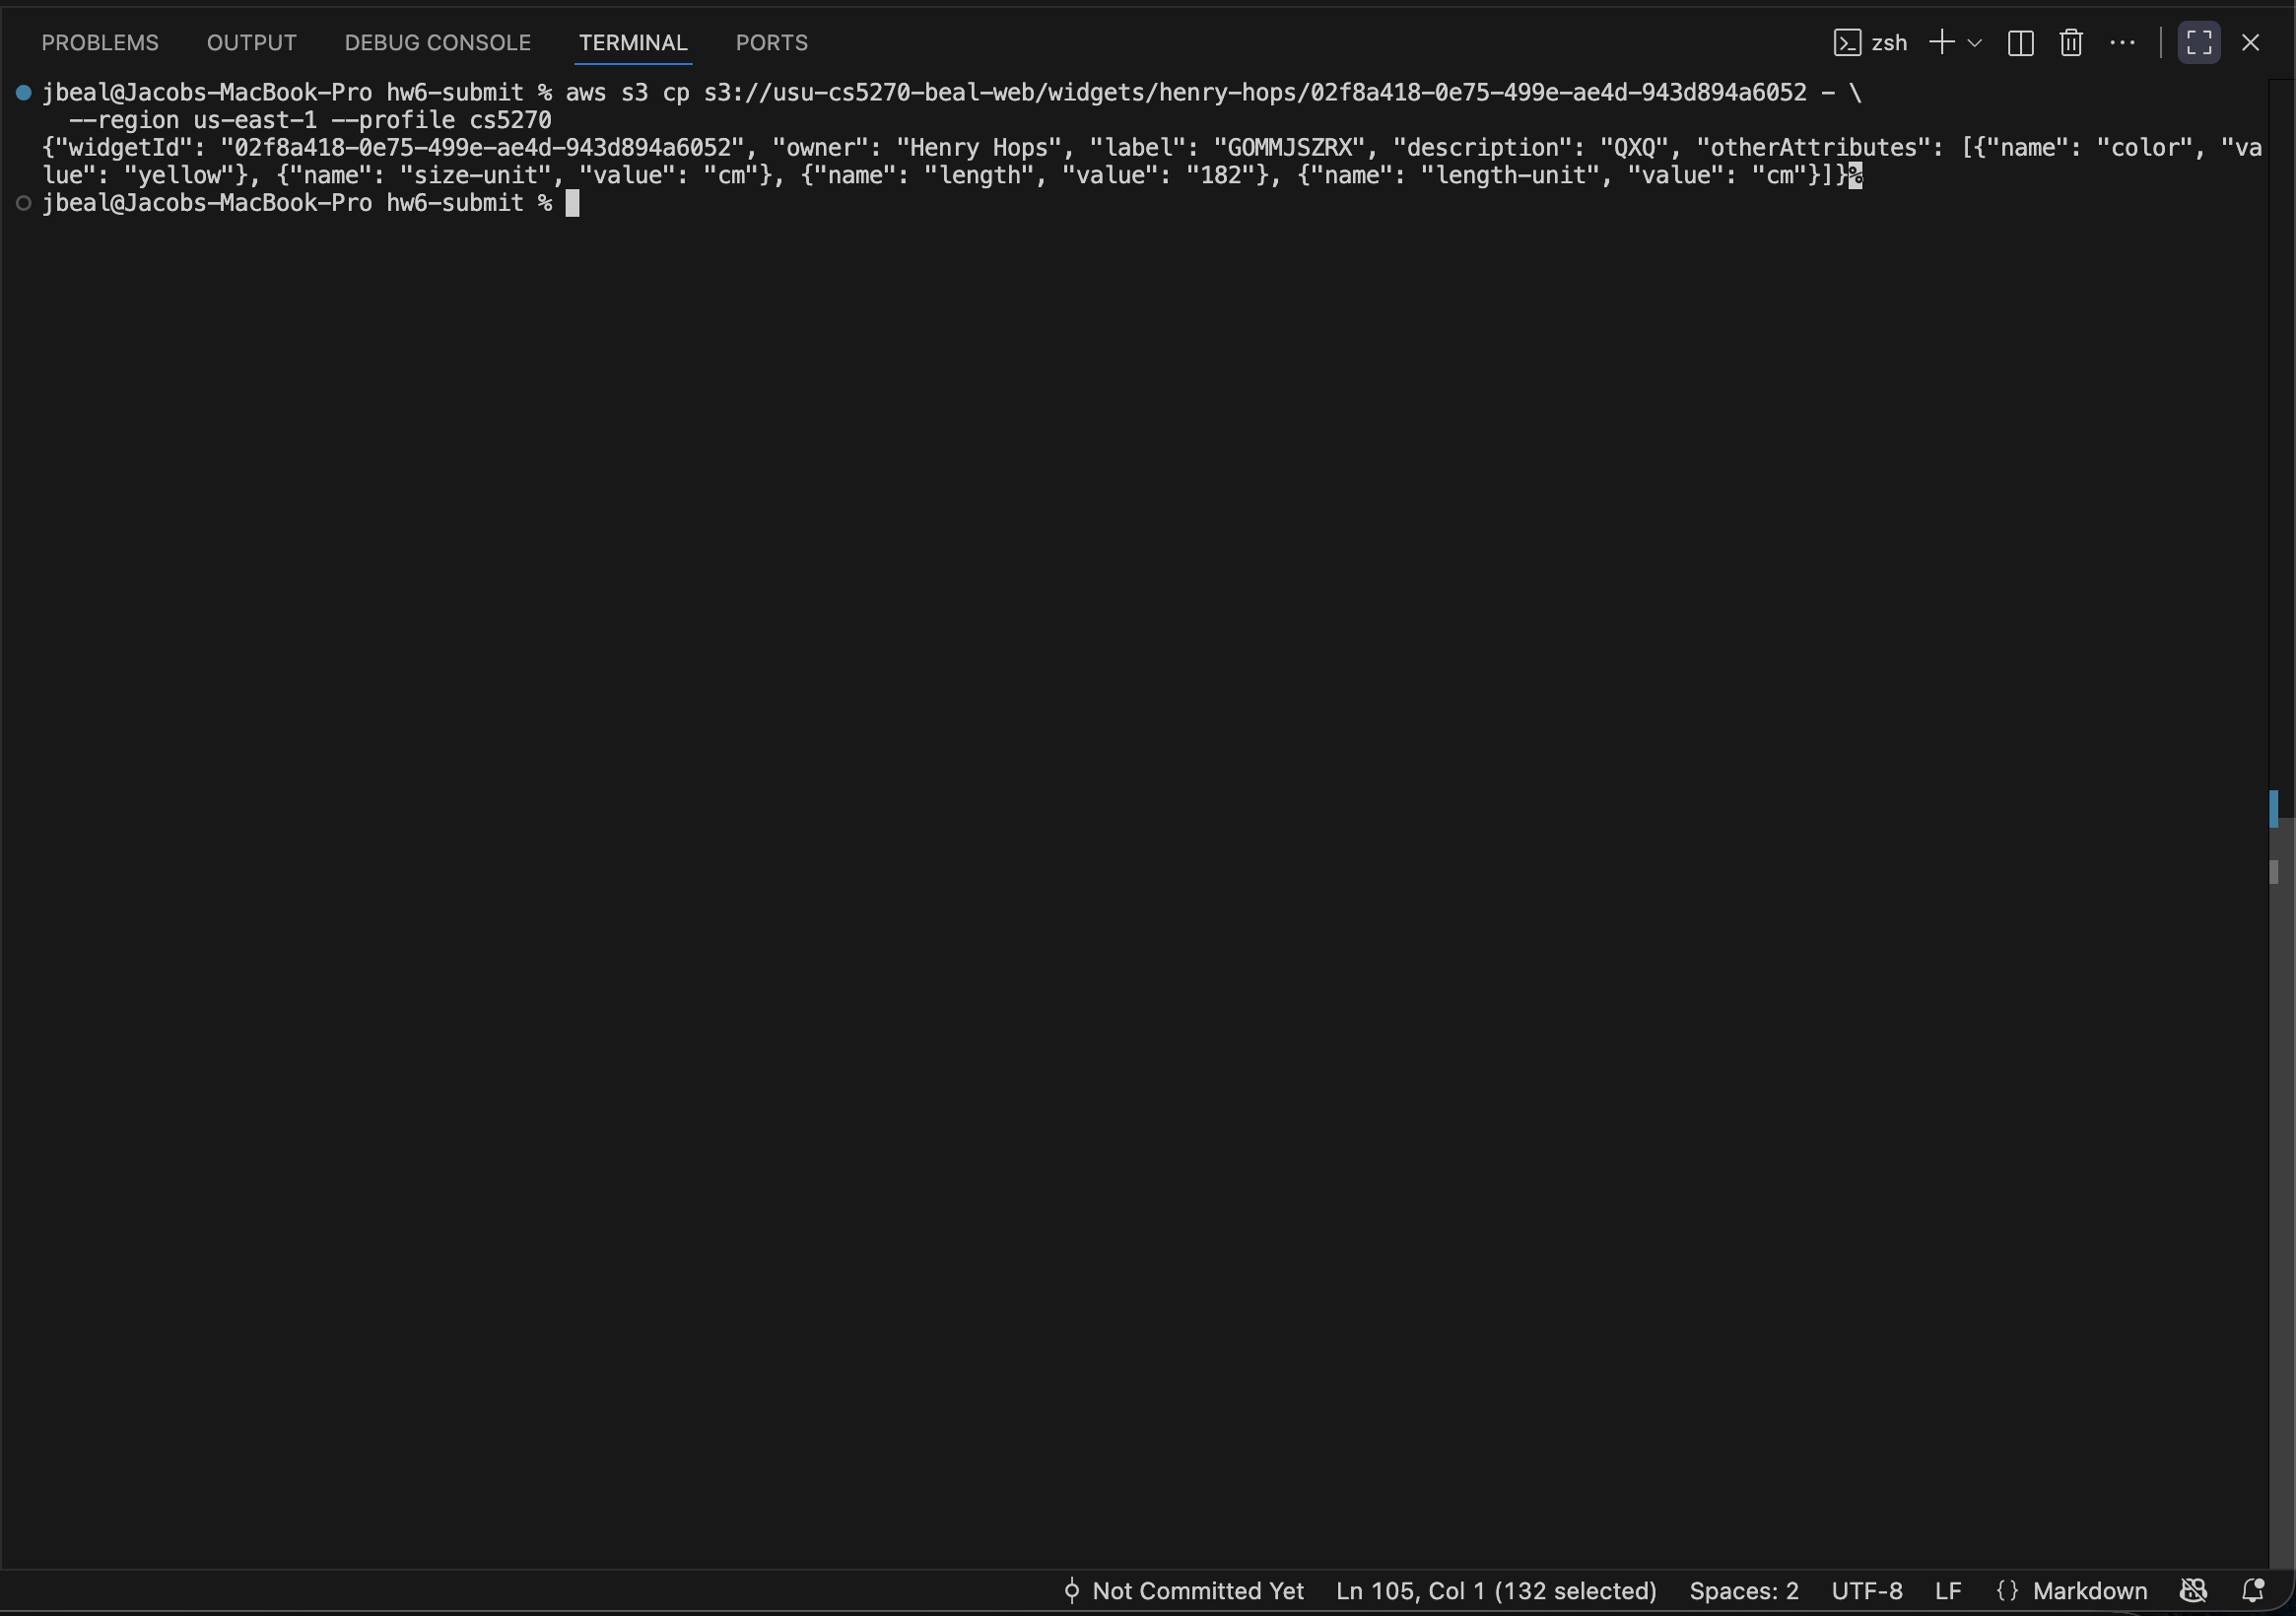 PROBLEMS OUTPUT DEBUG CONSOLE TERMINAL PORTS zsh
jbeal@Jacobs-MacBook-Pro hw6-submit % aws s3 cp s3://usu-cs5270-beal-web/widgets/henry-hops/02f8a418-0e75-499e-ae4d-943d894a6052 - \
  --region us-east-1 --profile cs5270
{"widgetId": "02f8a418-0e75-499e-ae4d-943d894a6052", "owner": "Henry Hops", "label": "GOMMJSZRX", "description": "QXQ", "otherAttributes": [{"name": "color", "va
lue": "yellow"}, {"name": "size-unit", "value": "cm"}, {"name": "length", "value": "182"}, {"name": "length-unit", "value": "cm"}]}%
jbeal@Jacobs-MacBook-Pro hw6-submit %
Not Committed Yet Ln 105, Col 1 (132 selected) Spaces: 2 UTF-8 LF {} Markdown